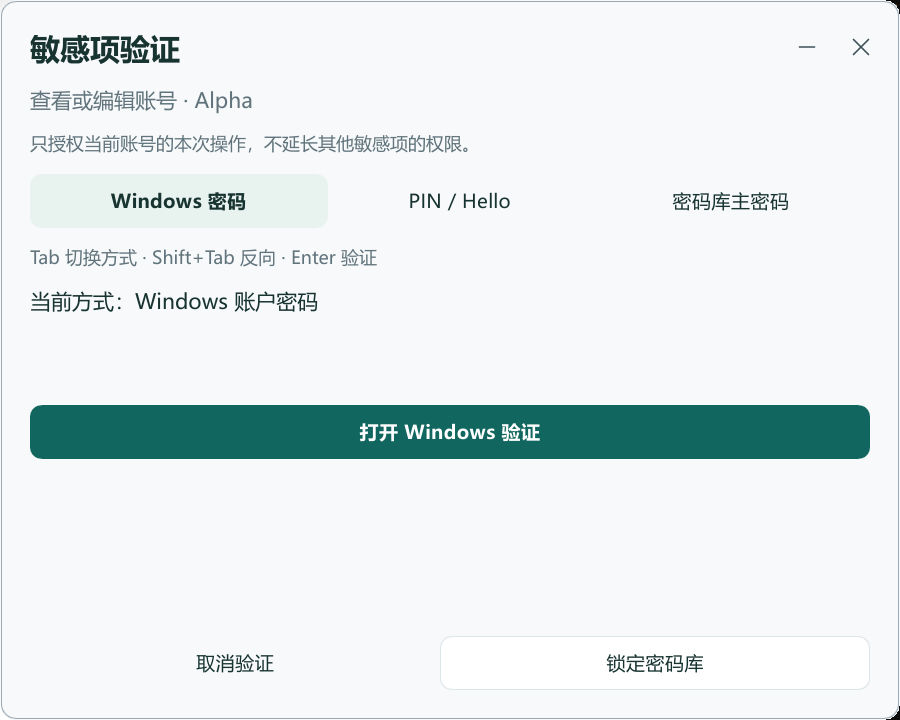 敏感项验证
查看或编辑账号 · Alpha
只授权当前账号的本次操作，不延长其他敏感项的权限。
Windows 密码
PIN / Hello
密码库主密码
Tab 切换方式 · Shift+Tab 反向 · Enter 验证
当前方式：Windows 账户密码
打开 Windows 验证
取消验证
锁定密码库